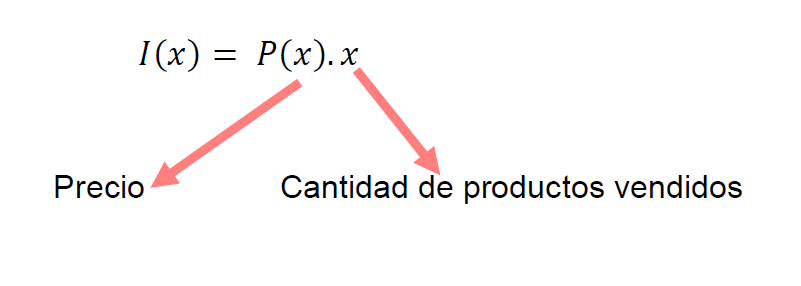 I(x) = P(x). x
Precio
Cantidad de productos vendidos